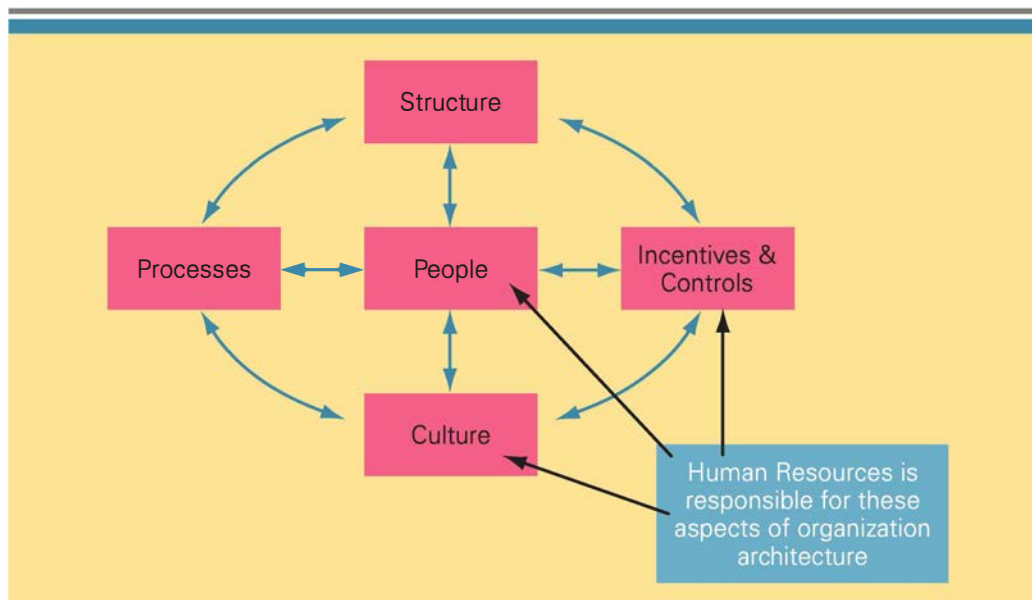 Structure
Processes
People
Incentives &
Controls
Culture
Human Resources is
responsible for these
aspects of organization
architecture